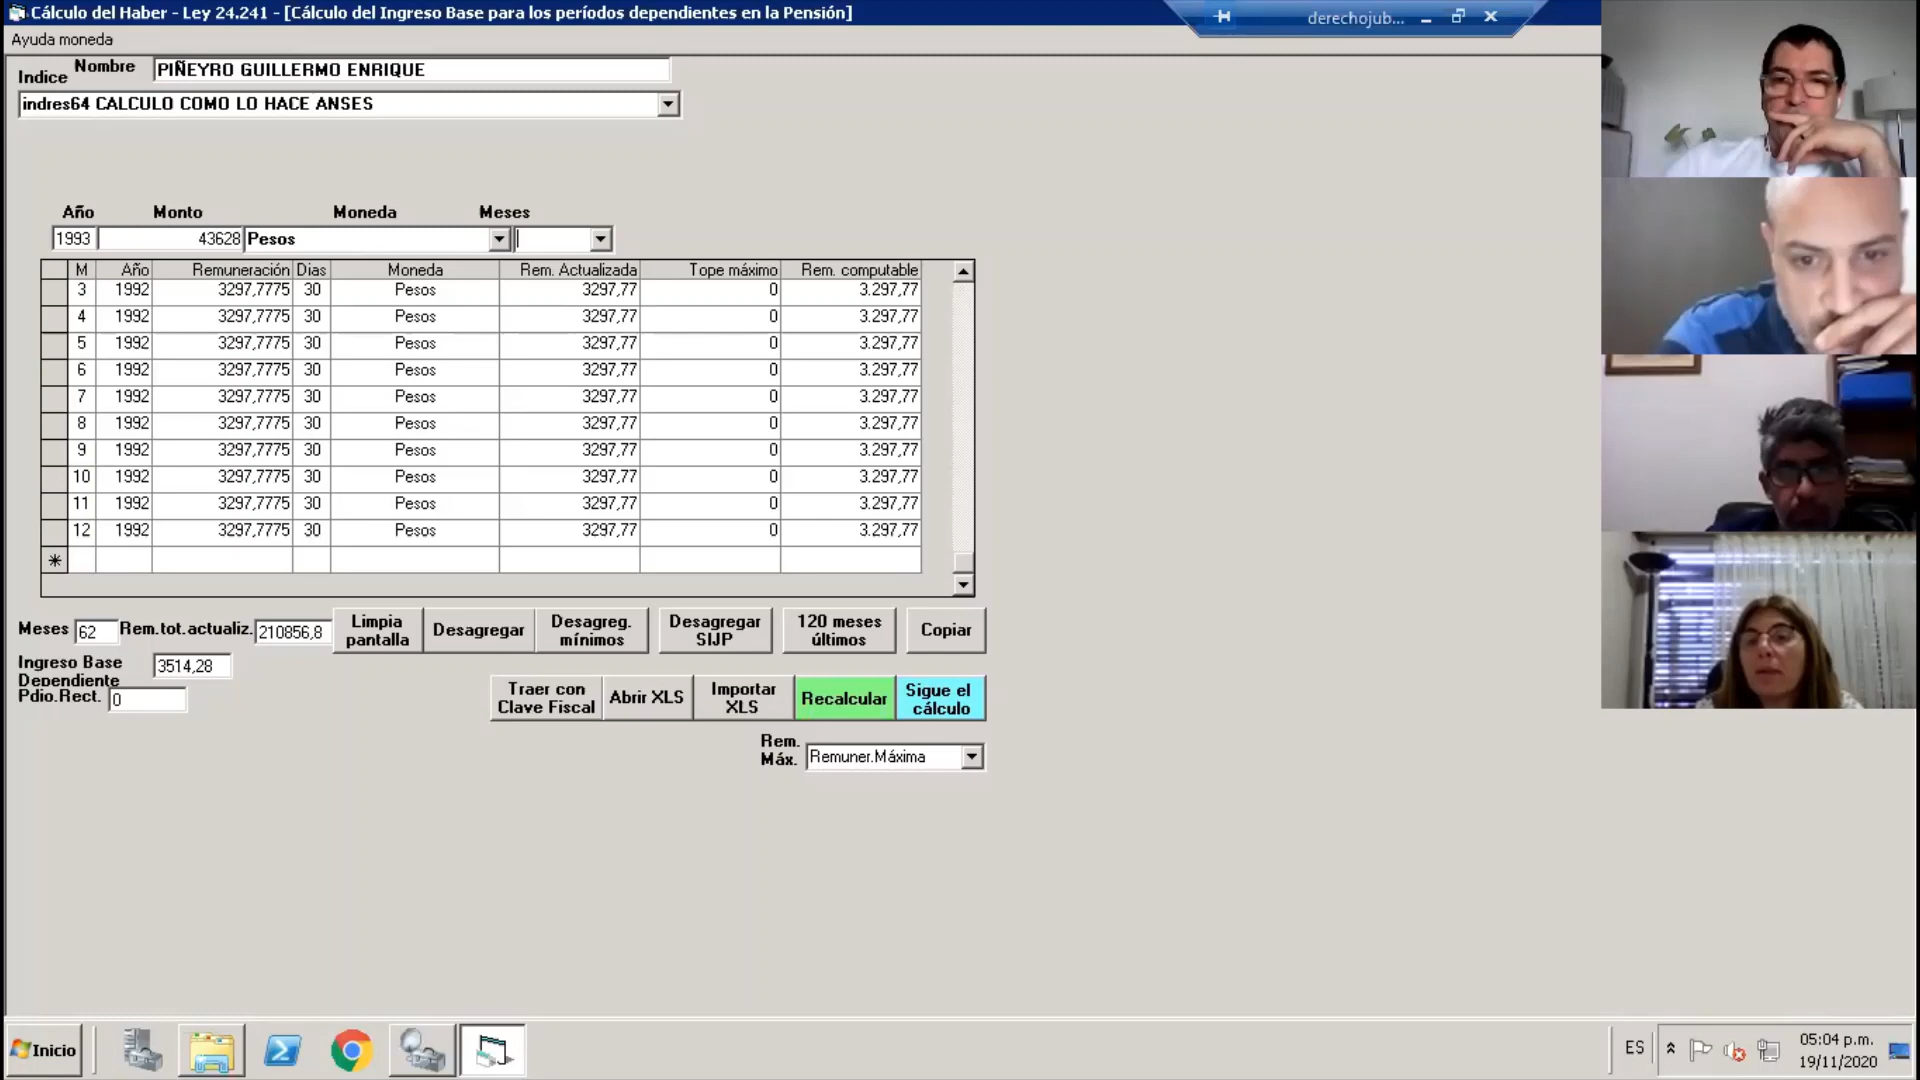 Cálculo del Haber - Ley 24.241 - [Cálculo del Ingreso Base para los períodos dependientes en la Pensión]
derechojub...
Ayuda moneda
Nombre PIÑEYRO GUILLERMO ENRIQUE
Indice
indres64 CALCULO COMO LO HACE ANSES
Año Monto Moneda Meses
1993 43628 Pesos
M Año Remuneración Dias Moneda Rem. Actualizada Tope máximo Rem. computable
3 1992 3297,7775 30 Pesos 3297,77 0 3.297,77
4 1992 3297,7775 30 Pesos 3297,77 0 3.297,77
5 1992 3297,7775 30 Pesos 3297,77 0 3.297,77
6 1992 3297,7775 30 Pesos 3297,77 0 3.297,77
7 1992 3297,7775 30 Pesos 3297,77 0 3.297,77
8 1992 3297,7775 30 Pesos 3297,77 0 3.297,77
9 1992 3297,7775 30 Pesos 3297,77 0 3.297,77
10 1992 3297,7775 30 Pesos 3297,77 0 3.297,77
11 1992 3297,7775 30 Pesos 3297,77 0 3.297,77
12 1992 3297,7775 30 Pesos 3297,77 0 3.297,77
Meses 62 Rem.tot.actualiz. 210856,8
Limpia pantalla
Desagregar
Desagreg. mínimos
Desagregar SIJP
120 meses últimos
Copiar
Ingreso Base Dependiente 3514,28
Pdio.Rect. 0
Traer con Clave Fiscal
Abrir XLS
Importar XLS
Recalcular
Sigue el cálculo
Rem. Máx. Remuner.Máxima
Inicio
ES
05:04 p.m.
19/11/2020